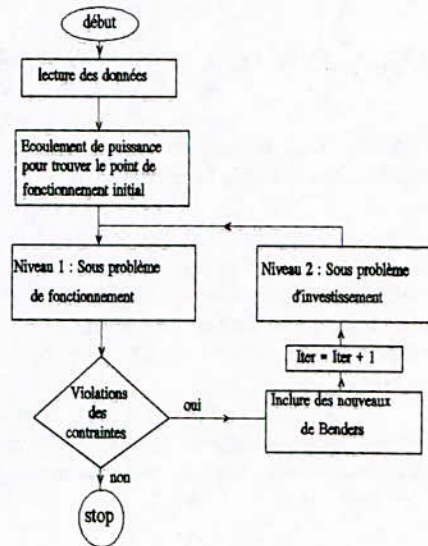 début
lecture des données
Ecoulement de puissance
pour trouver le point de
fonctionnement initial
Niveau 1 : Sous problème
de fonctionnement
Niveau 2 : Sous problème
d'investissement
Iter = Iter + 1
Violations
des
contraintes
oui
Inclure des nouveaux
de Benders
non
stop